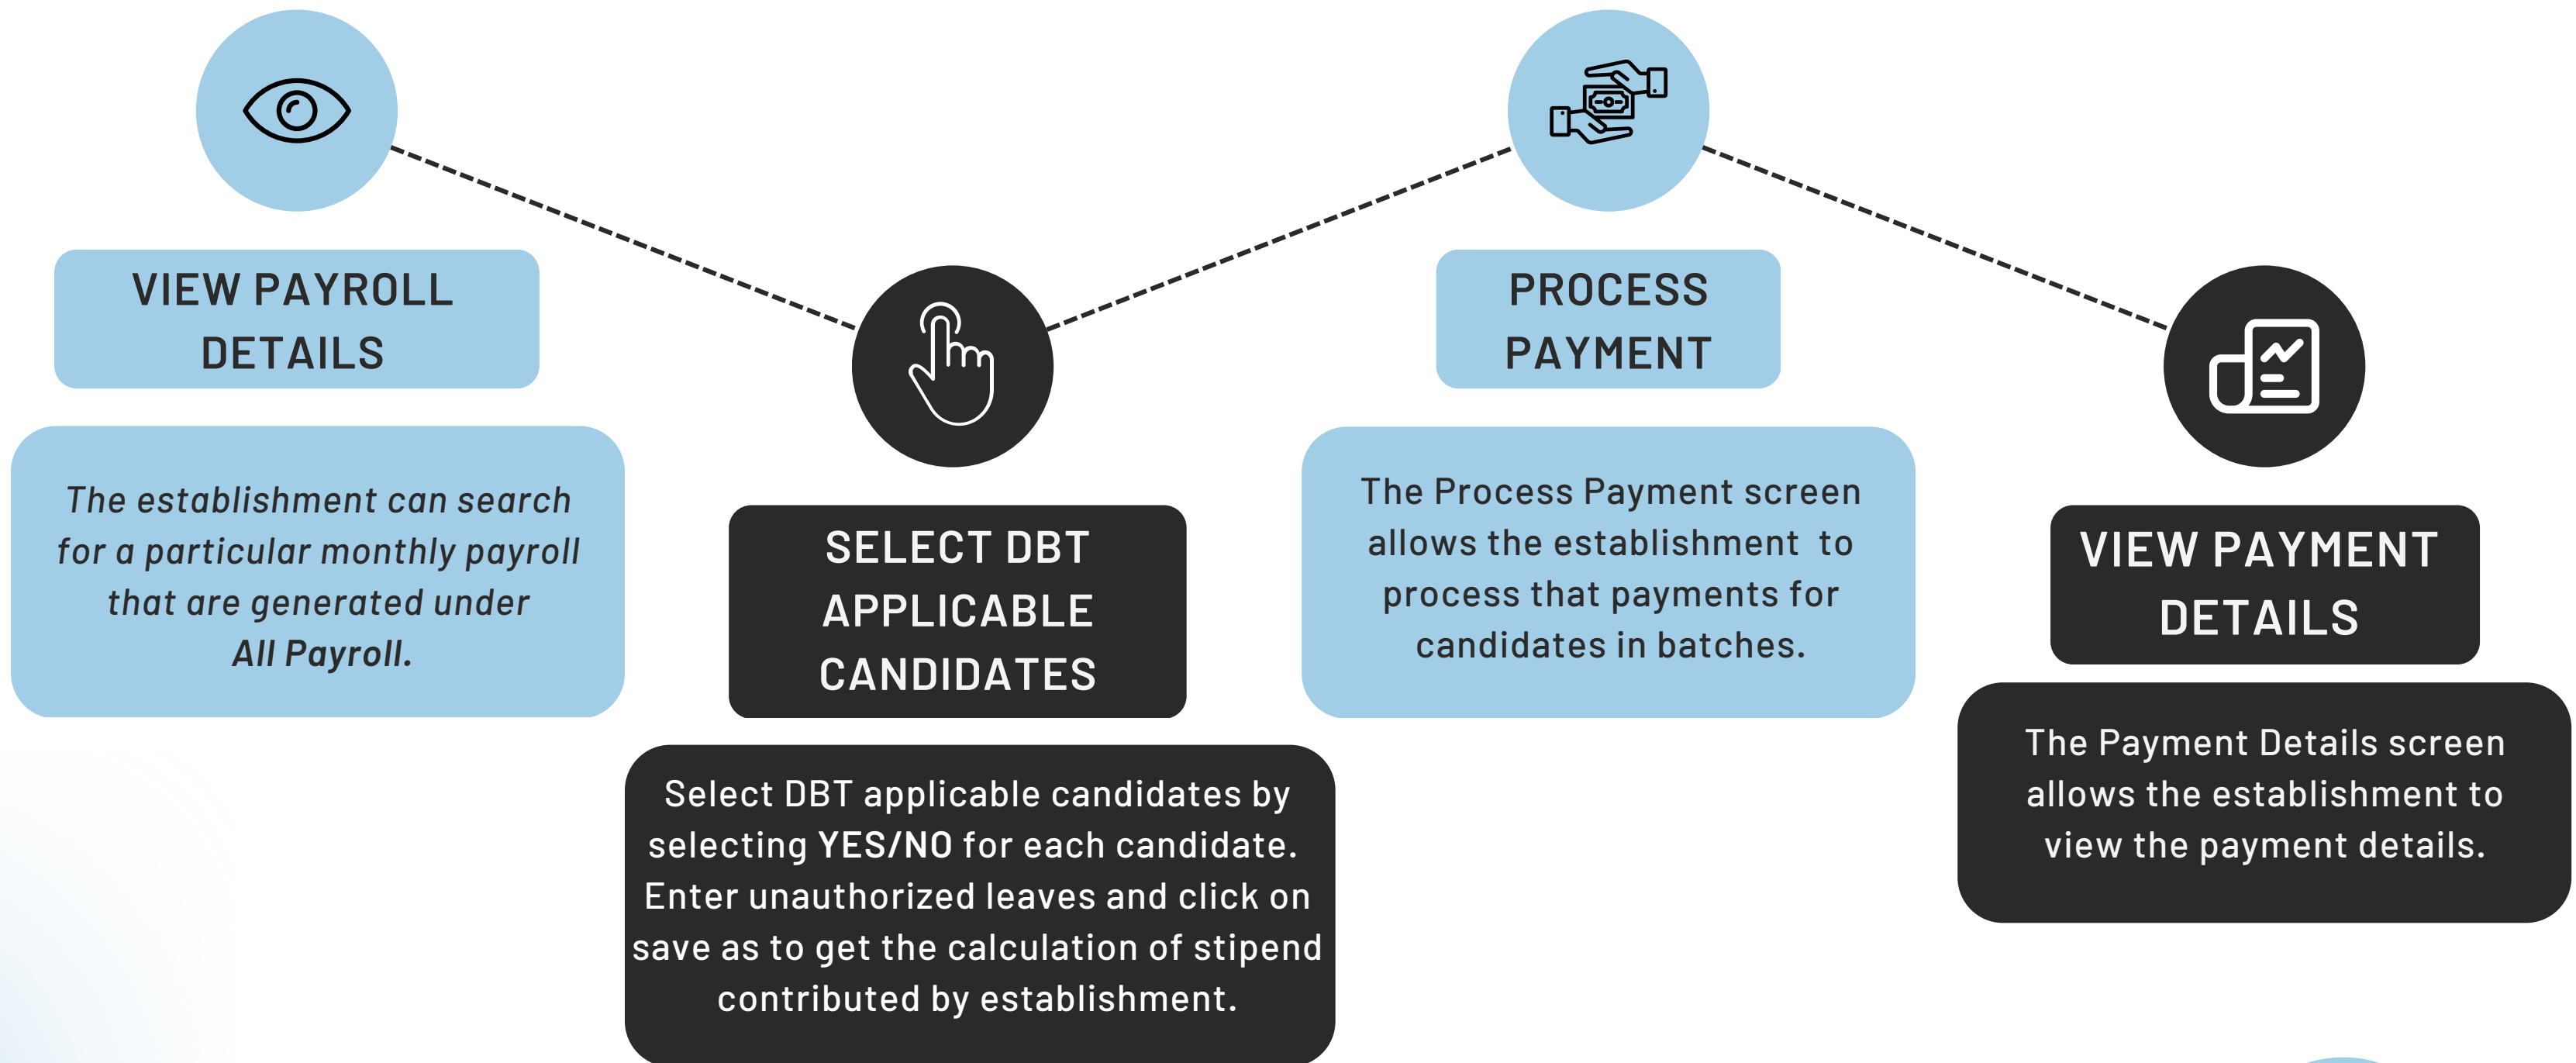 VIEW PAYROLL
DETAILS
The establishment can search
for a particular monthly payroll
that are generated under
All Payroll.
SELECT DBT
APPLICABLE
CANDIDATES
Select DBT applicable candidates by
selecting YES/NO for each candidate.
Enter unauthorized leaves and click on
save as to get the calculation of stipend
contributed by establishment.
PROCESS
PAYMENT
The Process Payment screen
allows the establishment to
process that payments for
candidates in batches.
VIEW PAYMENT
DETAILS
The Payment Details screen
allows the establishment to
view the payment details.